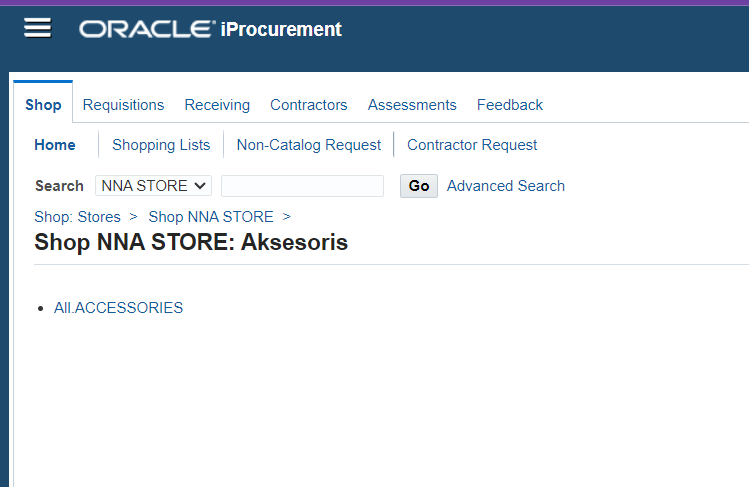 ORACLE® iProcurement
Shop Requisitions Receiving Contractors Assessments Feedback
Home Shopping Lists Non-Catalog Request Contractor Request
Search NNA STORE Go Advanced Search
Shop: Stores > Shop NNA STORE >
Shop NNA STORE: Aksesoris
All.ACCESSORIES